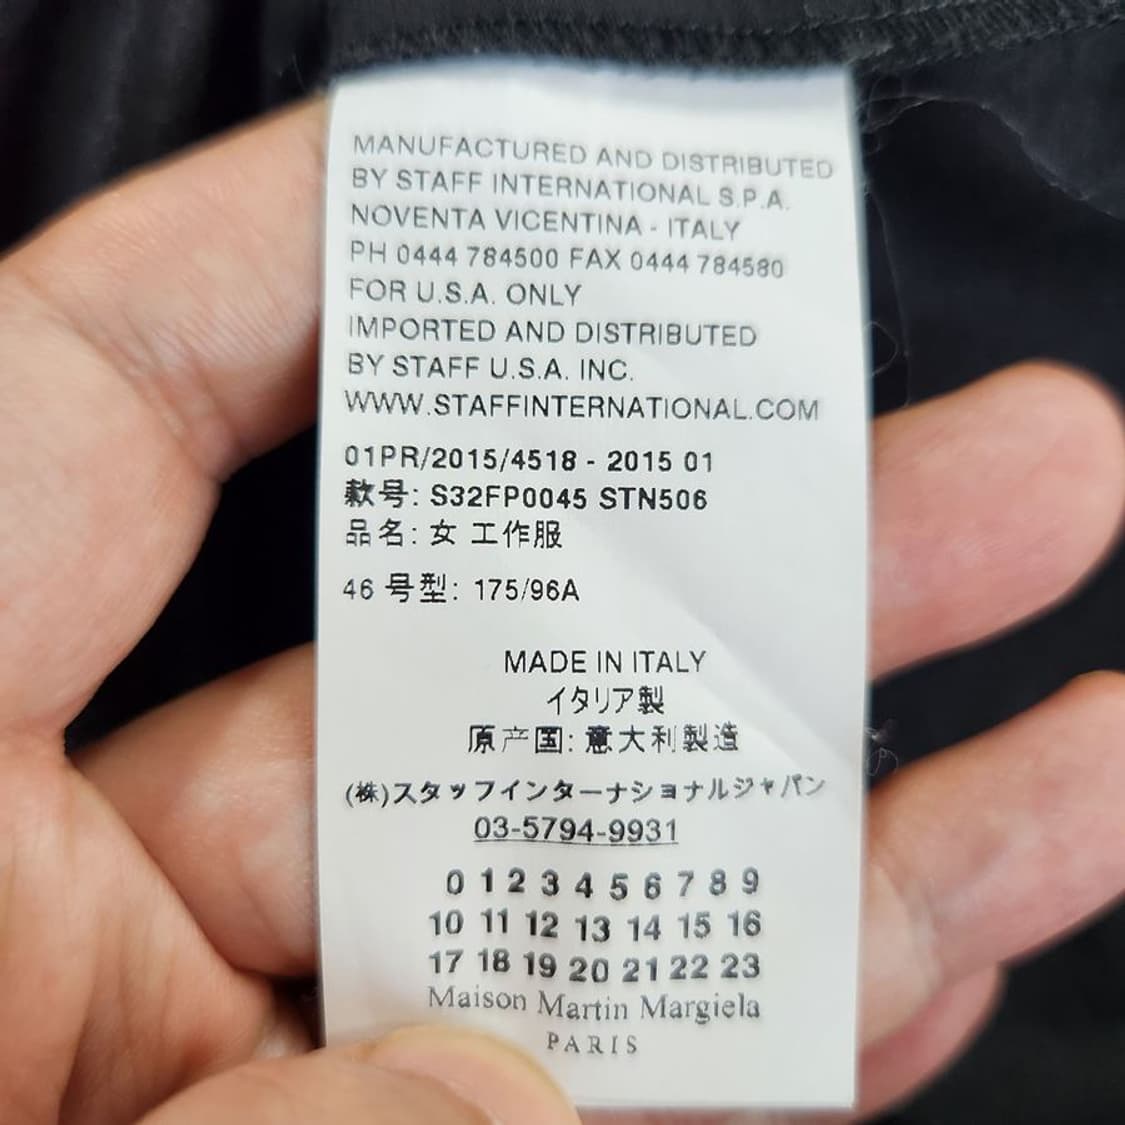 MANUFACTURED AND DISTRIBUTED
BY STAFF INTERNATIONAL S.P.A.
NOVENTA VICENTINA - ITALY
PH 0444 784500 FAX 0444 784580
FOR U.S.A. ONLY
IMPORTED AND DISTRIBUTED
BY STAFF U.S.A. INC.
WWW.STAFFINTERNATIONAL.COM
01PR/2015/4518 - 2015 01
款号: S32FP0045 STN506
品名: 女 工作服
46 号型: 175/96A
MADE IN ITALY
イタリア製
原产国: 意大利製造
(株)スタッフインターナショナルジャパン
03-5794-9931
0 1 2 3 4 5 6 7 8 9
10 11 12 13 14 15 16
17 18 19 20 21 22 23
Maison Martin Margiela
PARIS